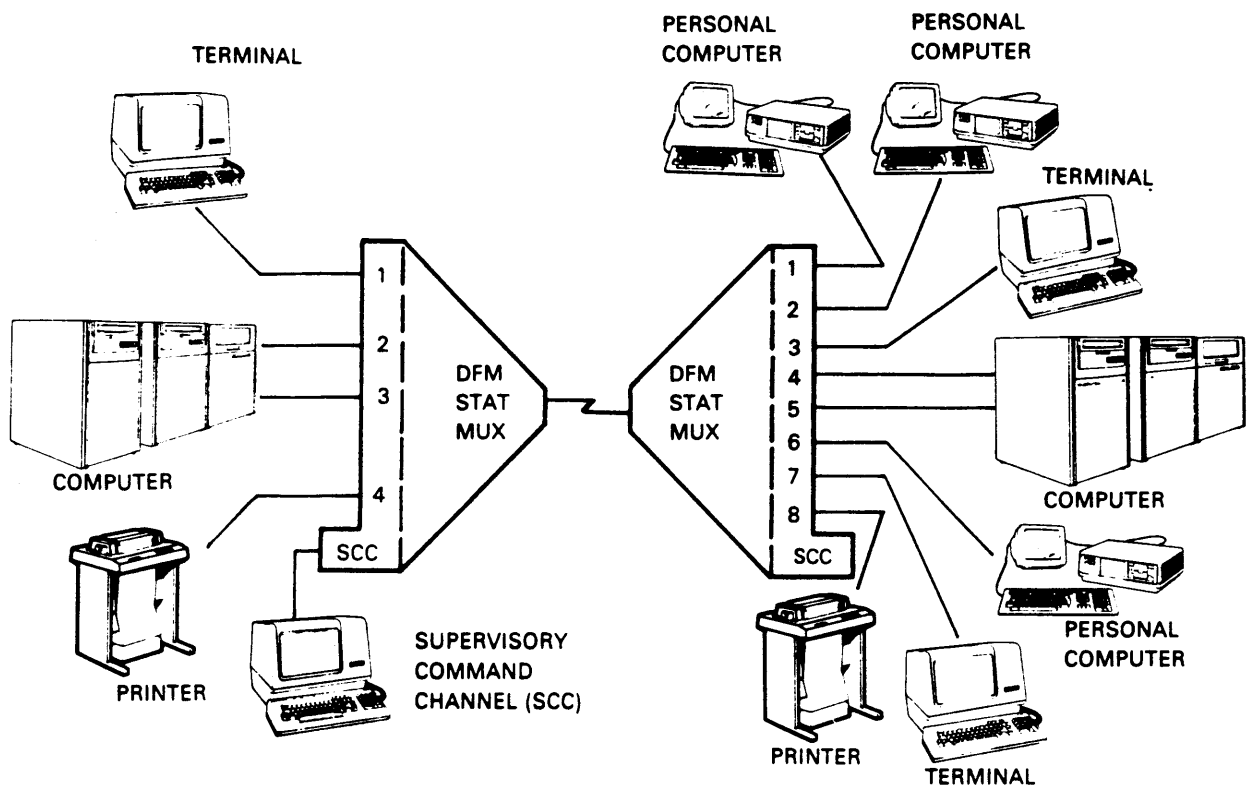 TERMINAL
PERSONAL
COMPUTER
PERSONAL
COMPUTER
TERMINAL
1
2
3
4
SCC
DFM
STAT
MUX
DFM
STAT
MUX
1
2
3
4
5
6
7
8
SCC
COMPUTER
PRINTER
SUPERVISORY
COMMAND
CHANNEL (SCC)
COMPUTER
PERSONAL
COMPUTER
PRINTER
TERMINAL